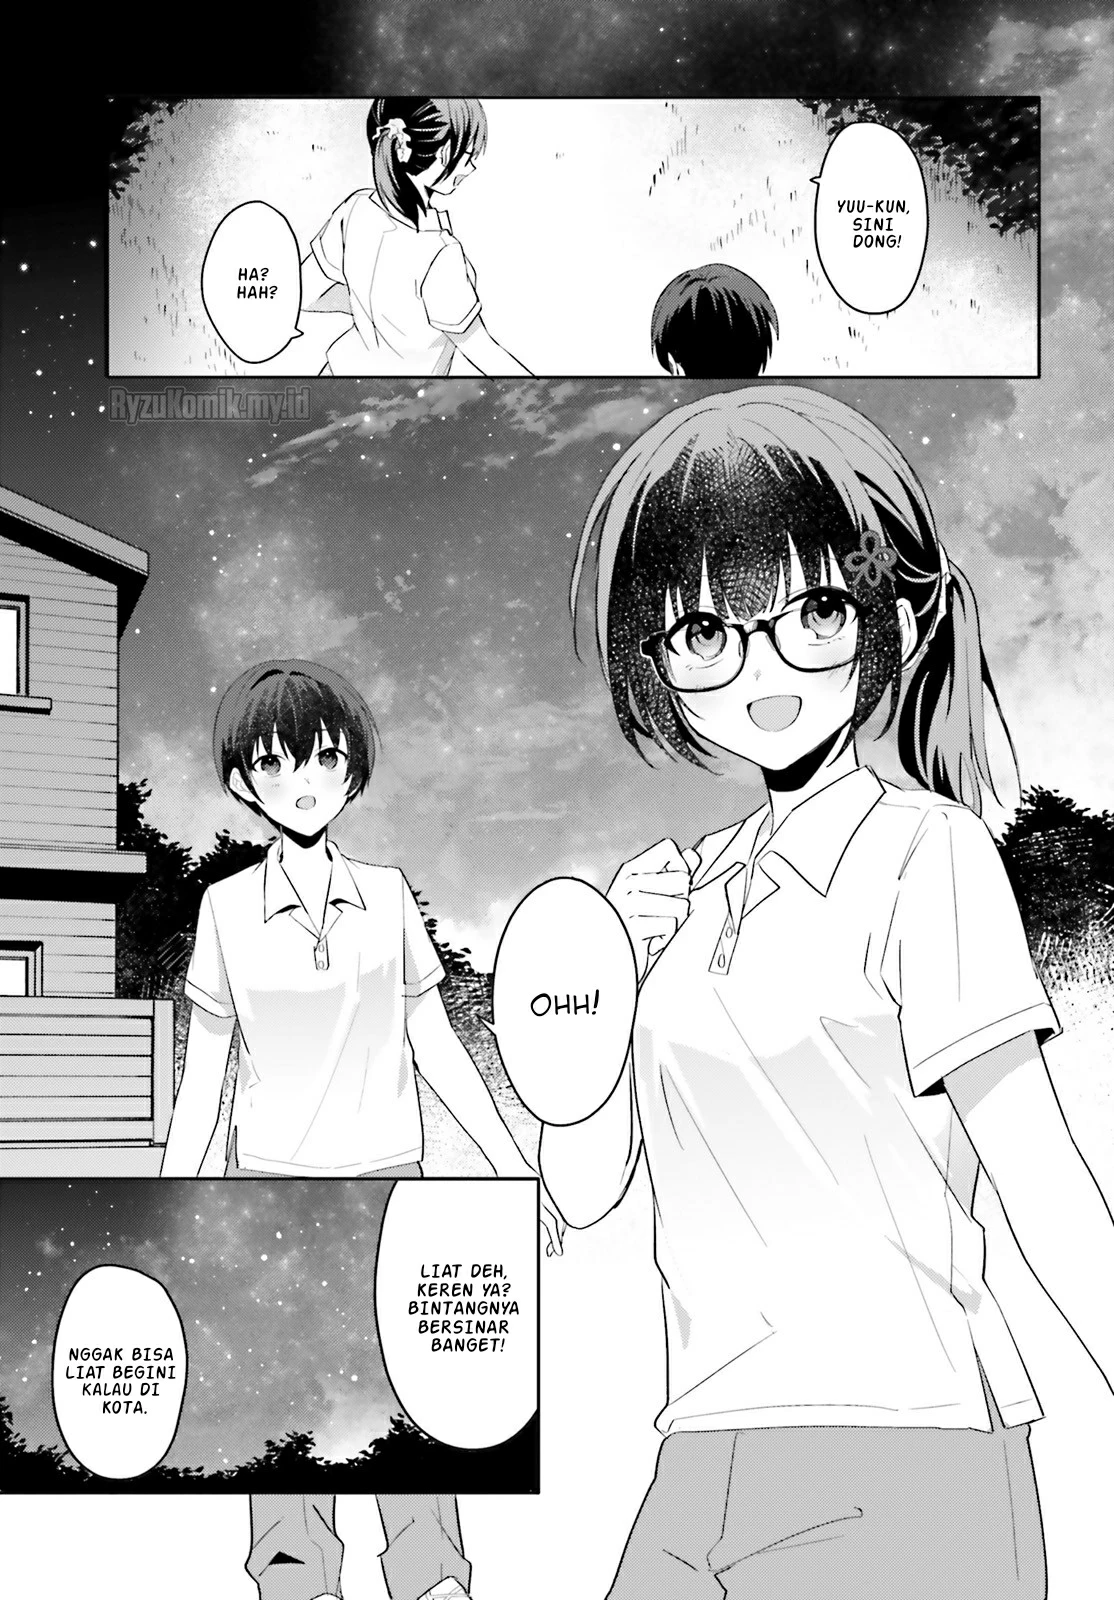 YUU-KUN,
SINI
DONG!
HA?
HAH?
RyzuKomik.my.id
OHH!
LIAT DEH,
KEREN YA?
BINTANGNYA
BERSINAR
BANGET!
NGGAK BISA
LIAT BEGINI
KALAU DI
KOTA.